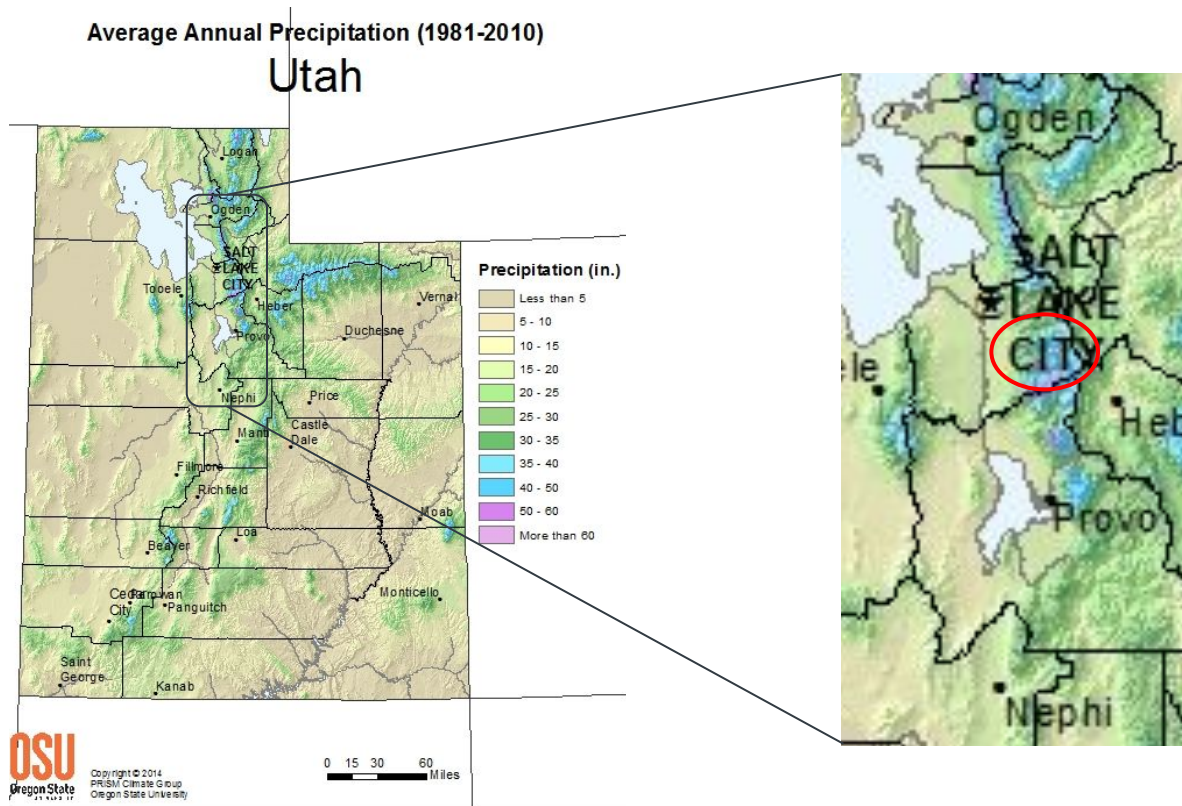 Average Annual Precipitation (1981-2010)
Utah
Logan
Ogden
SALT
LAKE
CITY
Tooele
Heber
Vernal
Provo
Duchesne
Nephi
Price
Manti
Castle
Dale
Fillmore
Richfield
Moab
Beaver
Loa
Cedar
City
Parowan
Panguitch
Monticello
Saint
George
Kanab
Precipitation (in.)
Less than 5
5 - 10
10 - 15
15 - 20
20 - 25
25 - 30
30 - 35
35 - 40
40 - 50
50 - 60
More than 60
OSU
Oregon State
Copyright © 2014
PRISM Climate Group
Oregon State University
0 15 30 60
Miles
Ogden
SALT
LAKE
CITY
ele
Heb
Provo
Nephi